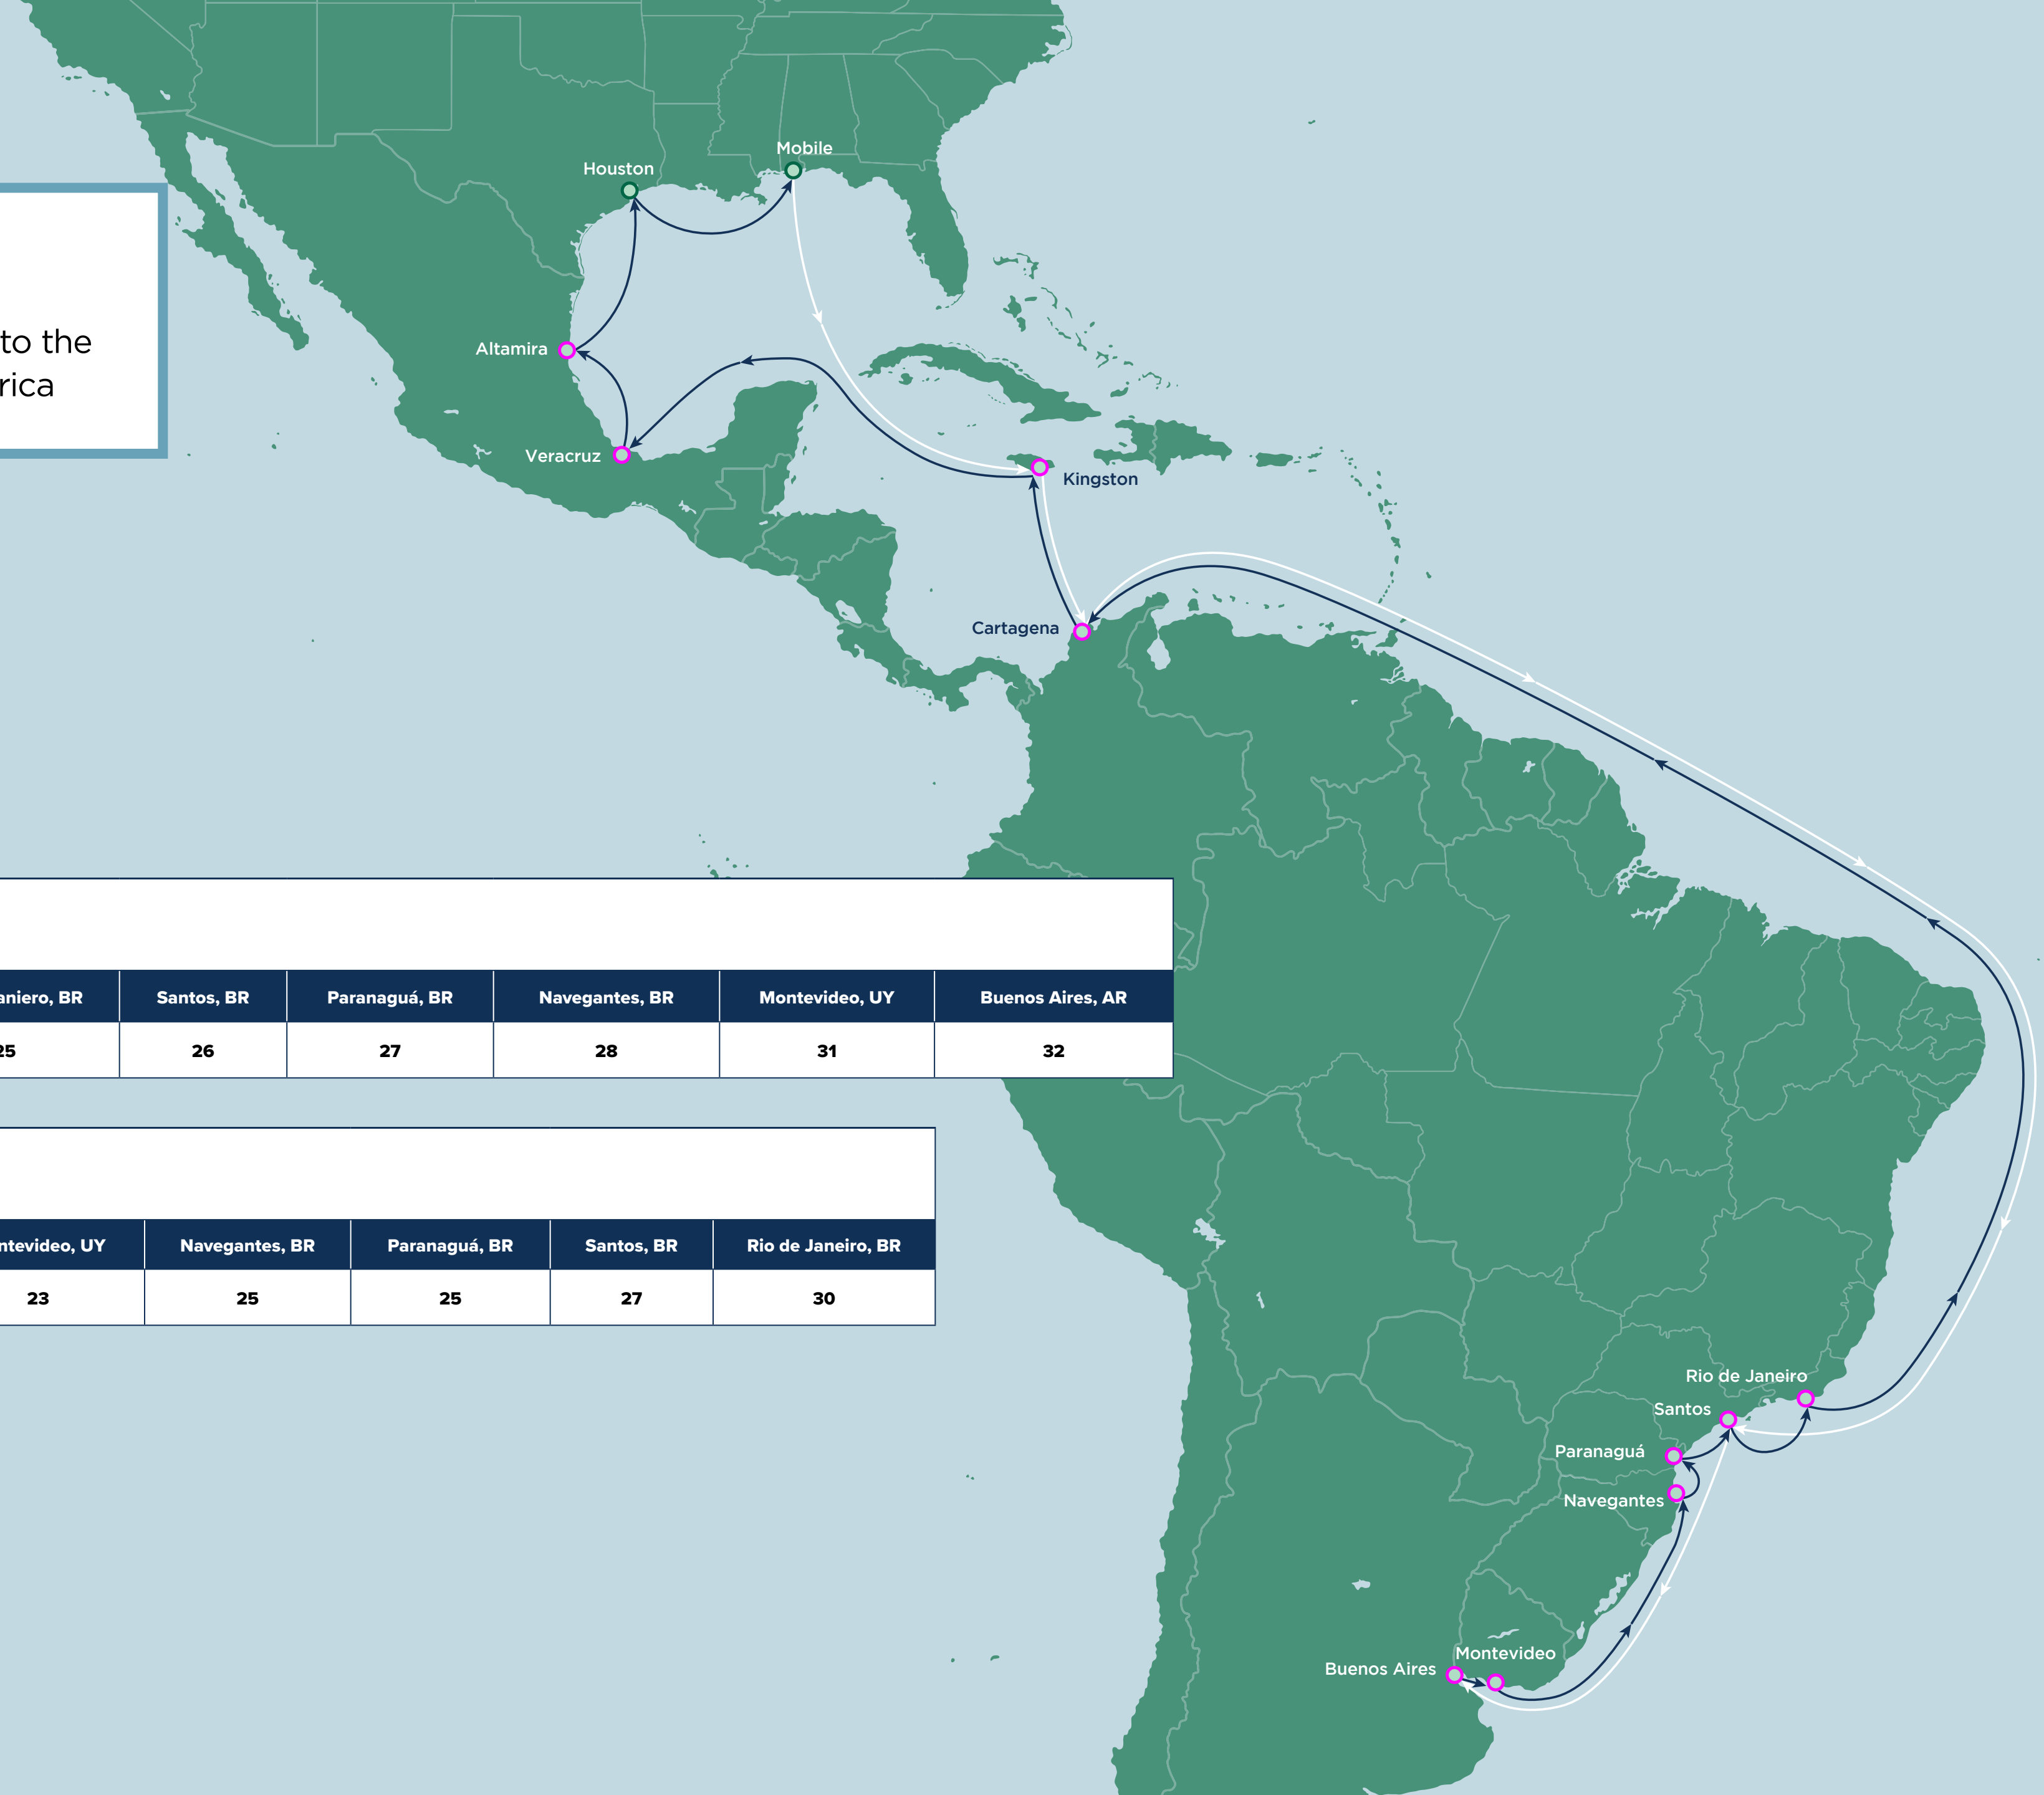 Mobile
Houston
to the
rica
Altamira
Veracruz
Kingston
Cartagena
aniero, BR Santos, BR Paranaguá, BR Navegantes, BR Montevideo, UY Buenos Aires, AR
25 26 27 28 31 32
ntevideo, UY Navegantes, BR Paranaguá, BR Santos, BR Rio de Janeiro, BR
23 25 25 27 30
Rio de Janeiro
Santos
Paranaguá
Navegantes
Montevideo
Buenos Aires